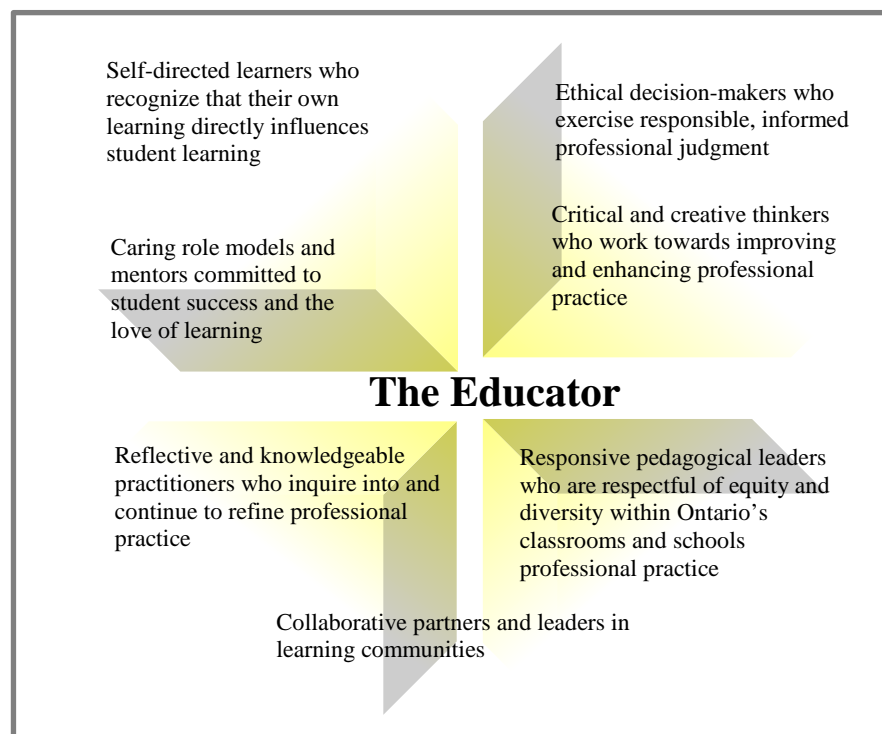 Self-directed learners who
recognize that their own
learning directly influences
student learning
Ethical decision-makers who
exercise responsible, informed
professional judgment
Caring role models and
mentors committed to
student success and the
love of learning
Critical and creative thinkers
who work towards improving
and enhancing professional
practice
The Educator
Reflective and knowledgeable
practitioners who inquire into and
continue to refine professional
practice
Responsive pedagogical leaders
who are respectful of equity and
diversity within Ontario’s
classrooms and schools
professional practice
Collaborative partners and leaders in
learning communities